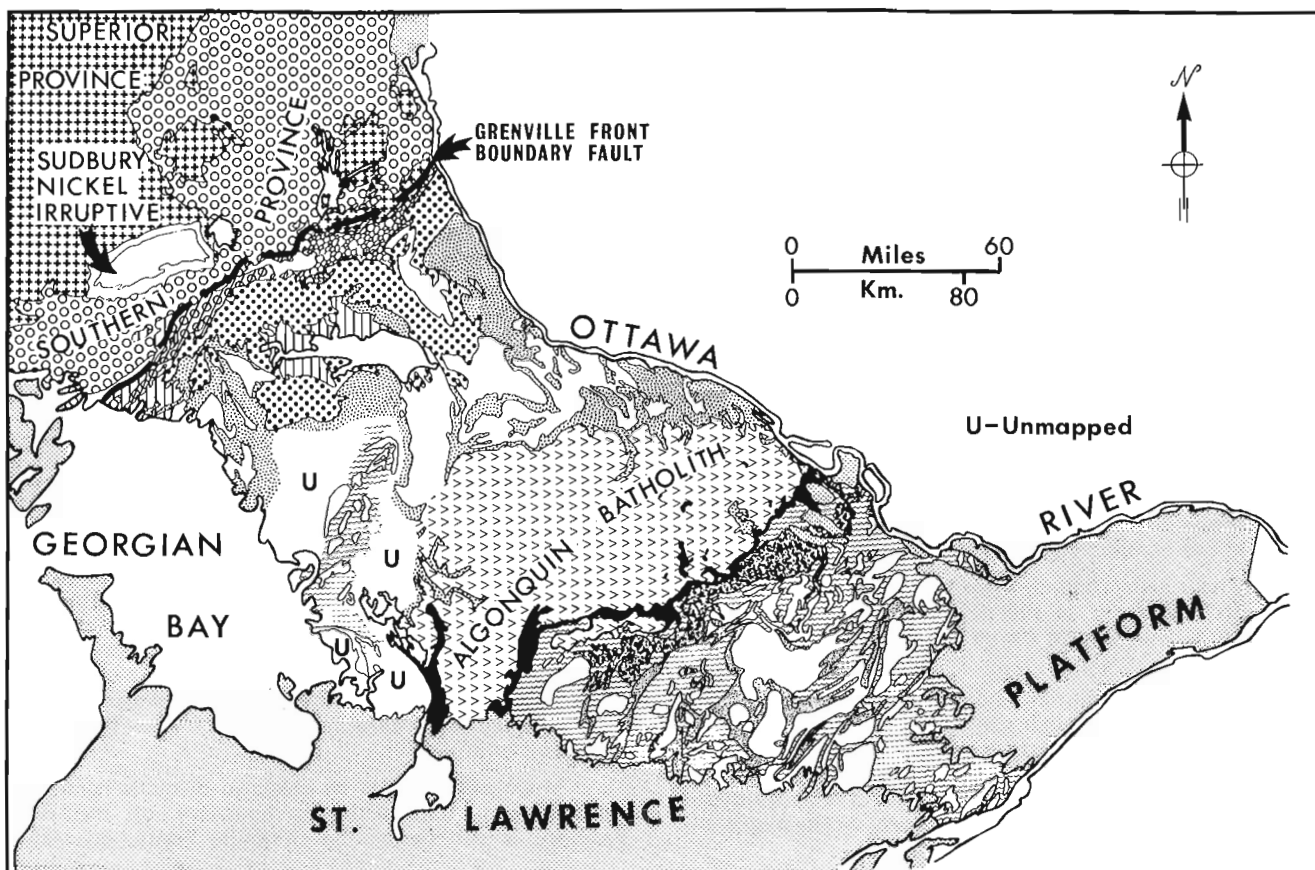 SUPERIOR
PROVINCE
SUDBURY
NICKEL
IRRUPTIVE
SOUTHERN
PROVINCE
GRENVILLE FRONT
BOUNDARY FAULT
N
0 Miles 60
0 Km. 80
OTTAWA
RIVER
U-Unmapped
GEORGIAN
BAY
U
U
U
U
ALGONQUIN
BATHOLITH
ST. LAWRENCE
PLATFORM